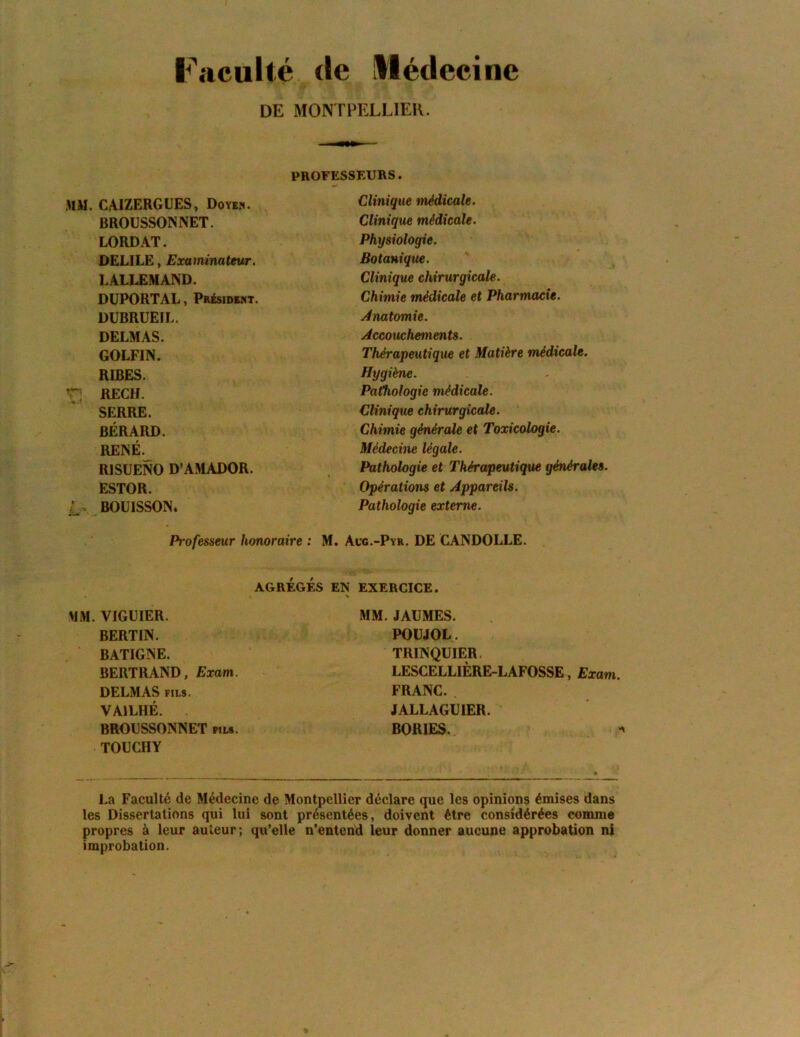 Faculté de Médecine
DE MONTPELLIER.
PROFESSEURS.
MM. CAIZERGUES, DOYEN. Clinique médicale.
BROUSSONNET. Clinique médicale.
LORDAT. Physiologie.
DELILE, Examinateur. Botanique.
LALLEMAND. Clinique chirurgicale.
DUPORTAL, PRÉSIDENT. Chimie médicale et Pharmacie.
DUBRUEIL. Anatomie.
DELMAS. Accouchements.
GOLFIN. Thérapeutique et Matière médicale.
RIBES. Hygiène.
RECH. Pathologie médicale.
SERRE. Clinique chirurgicale.
BÉRARD. Chimie générale et Toxicologie.
RENÉ. Médecine légale.
RISUEÑO D'AMADOR. Pathologie et Thérapeutique générales.
ESTOR. Opérations et Appareils.
BOUISSON. Pathologie externe.
Professeur honoraire : M. AUG.-PYR. DE CANDOLLE.
AGRÉGÉS EN EXERCICE.
MM. VIGUIER. MM. JAUMES.
BERTIN. POUJOL.
BATIGNE. TRINQUIER.
BERTRAND, Exam. LESCELLIÈRE-LAFOSSE, Exam.
DELMAS FILS. FRANC.
VAILHÉ. JALLAGUIER.
BROUSSONNET FILS. BORIES.
TOUCHY
La Faculté de Médecine de Montpellier déclare que les opinions émises dans
les Dissertations qui lui sont présentées, doivent être considérées comme
propres à leur auteur; qu'elle n'entend leur donner aucune approbation ni
improbation.